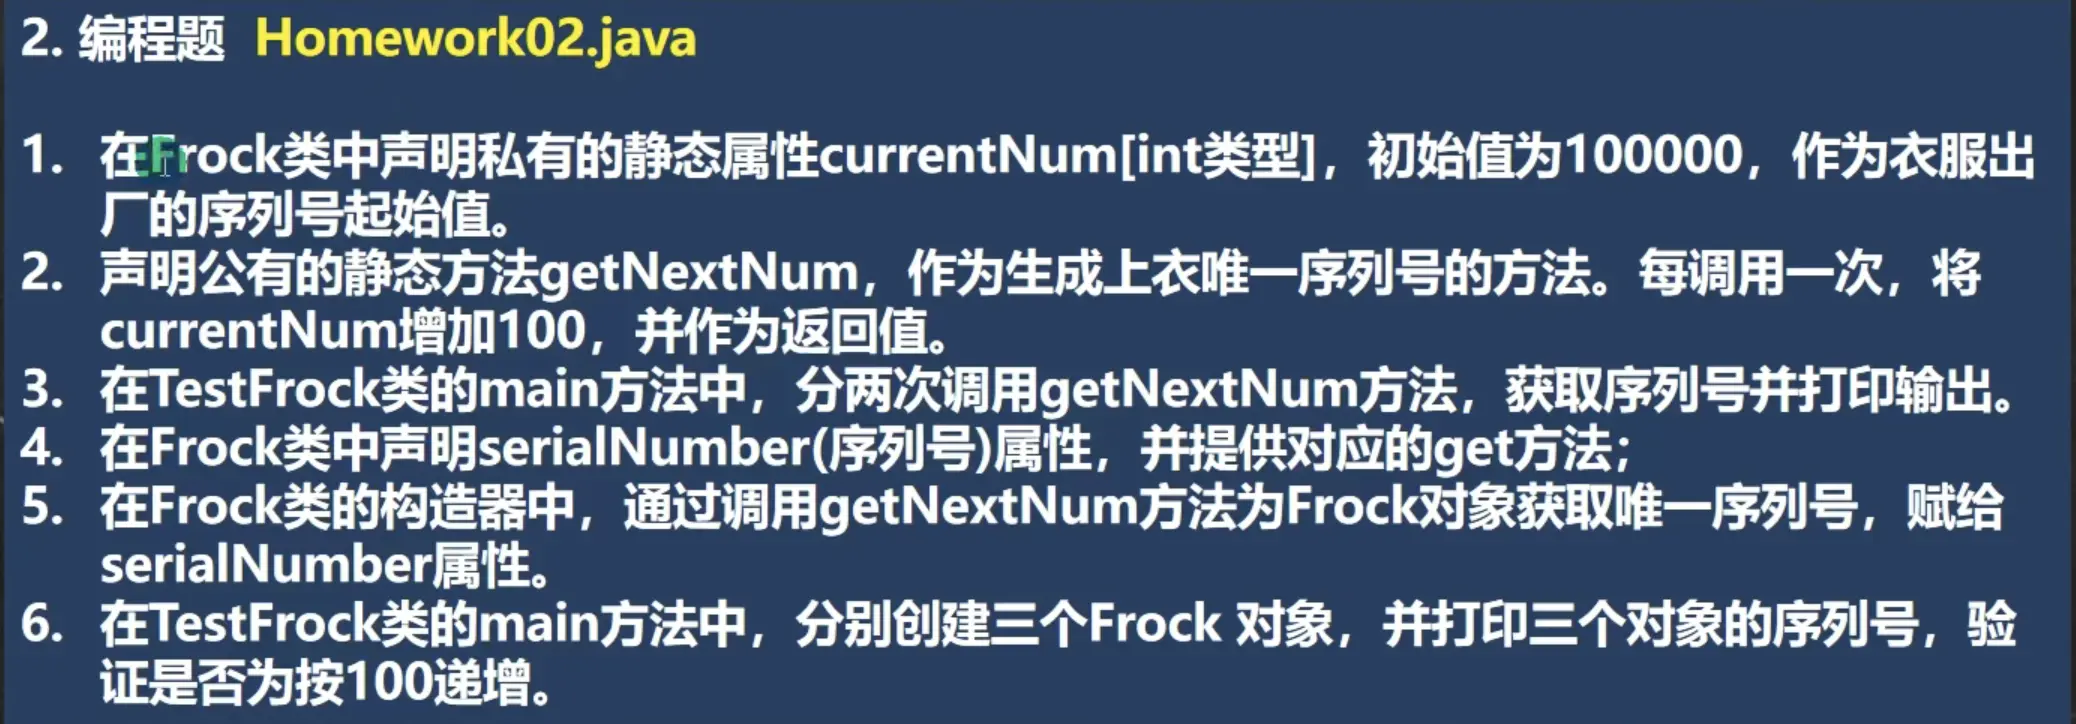 2. 编程题 Homework02.java
1. 在Frock类中声明私有的静态属性currentNum[int类型]，初始值为100000，作为衣服出
厂的序列号起始值。
2. 声明公有的静态方法getNextNum，作为生成上衣唯一序列号的方法。每调用一次，将
currentNum增加100，并作为返回值。
3. 在TestFrock类的main方法中，分两次调用getNextNum方法，获取序列号并打印输出。
4. 在Frock类中声明serialNumber(序列号)属性，并提供对应的get方法；
5. 在Frock类的构造器中，通过调用getNextNum方法为Frock对象获取唯一序列号，赋给
serialNumber属性。
6. 在TestFrock类的main方法中，分别创建三个Frock 对象，并打印三个对象的序列号，验
证是否为按100递增。